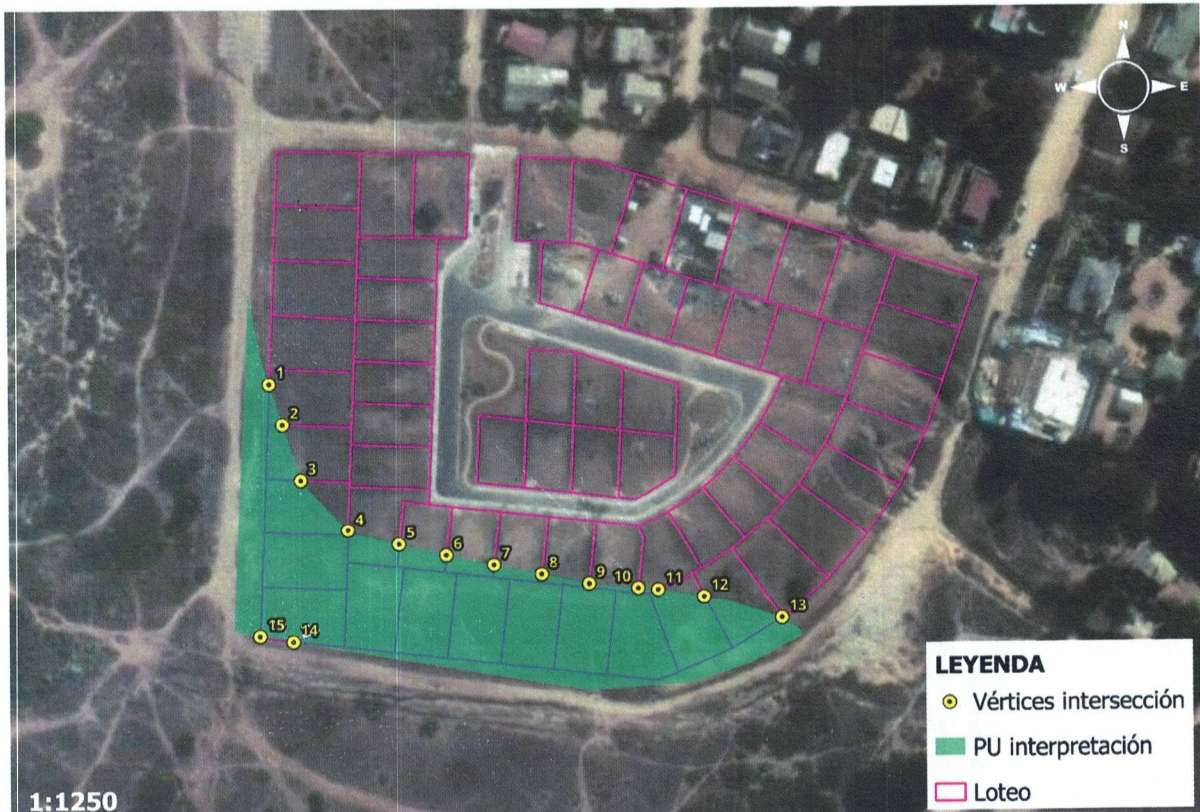 N
W E
S
1
2
3
4
5
6
7
8
9
10
11
12
13
15
14
LEYENDA
Vértices intersección
PU interpretación
Loteo
1:1250